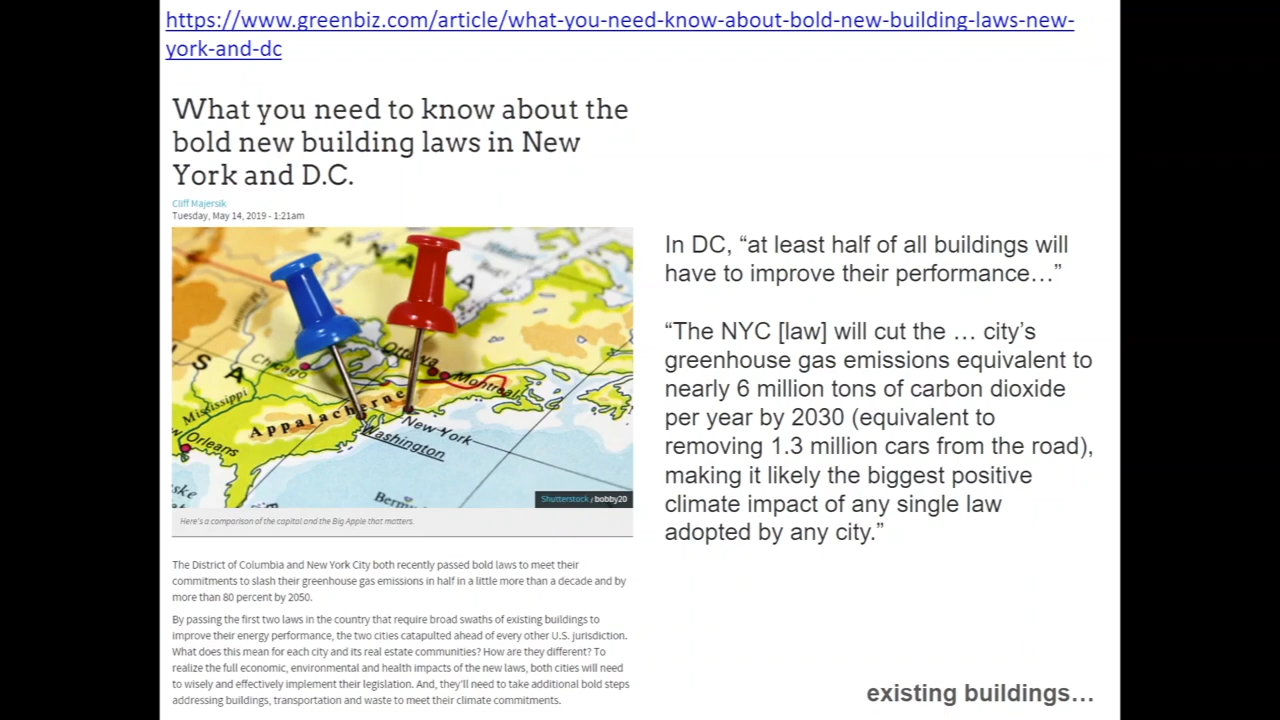 https://www.greenbiz.com/article/what-you-need-know-about-bold-new-building-laws-new-
york-and-dc
What you need to know about the
bold new building laws in New
York and D.C.
Cliff Majersik
Tuesday, May 14, 2019 - 1:21am
C A N A D A
U S A
Chicago
Ottawa
Montreal
Mississippi
Appalacherne
New York
Washington
Orleans
Bermu
Shutterstock / bobby20
Here's a comparison of the capital and the Big Apple that matters.
The District of Columbia and New York City both recently passed bold laws to meet their
commitments to slash their greenhouse gas emissions in half in a little more than a decade and by
more than 80 percent by 2050.
By passing the first two laws in the country that require broad swaths of existing buildings to
improve their energy performance, the two cities catapulted ahead of every other U.S. jurisdiction.
What does this mean for each city and its real estate communities? How are they different? To
realize the full economic, environmental and health impacts of the new laws, both cities will need
to wisely and effectively implement their legislation. And, they'll need to take additional bold steps
addressing buildings, transportation and waste to meet their climate commitments.
In DC, “at least half of all buildings will
have to improve their performance…”
“The NYC [law] will cut the … city’s
greenhouse gas emissions equivalent to
nearly 6 million tons of carbon dioxide
per year by 2030 (equivalent to
removing 1.3 million cars from the road),
making it likely the biggest positive
climate impact of any single law
adopted by any city.”
existing buildings…